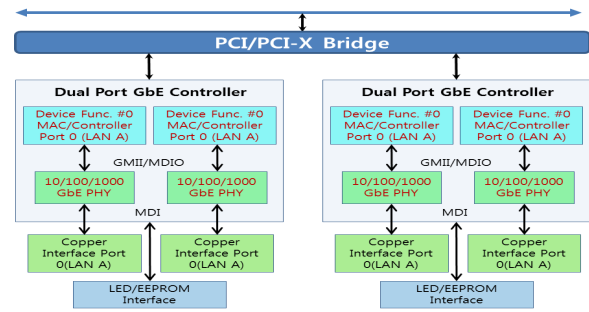 PCI/PCI-X Bridge
Dual Port GbE Controller
Device Func. #0
MAC/Controller
Port 0 (LAN A)
Device Func. #0
MAC/Controller
Port 0 (LAN A)
GMII/MDIO
10/100/1000
GbE PHY
10/100/1000
GbE PHY
MDI
Copper
Interface Port
0(LAN A)
Copper
Interface Port
0(LAN A)
LED/EEPROM
Interface
Dual Port GbE Controller
Device Func. #0
MAC/Controller
Port 0 (LAN A)
Device Func. #0
MAC/Controller
Port 0 (LAN A)
GMII/MDIO
10/100/1000
GbE PHY
10/100/1000
GbE PHY
MDI
Copper
Interface Port
0(LAN A)
Copper
Interface Port
0(LAN A)
LED/EEPROM
Interface